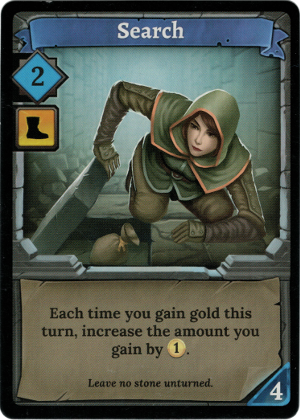 Search
2
Each time you gain gold this
turn, increase the amount you
gain by 1.
Leave no stone unturned.
4